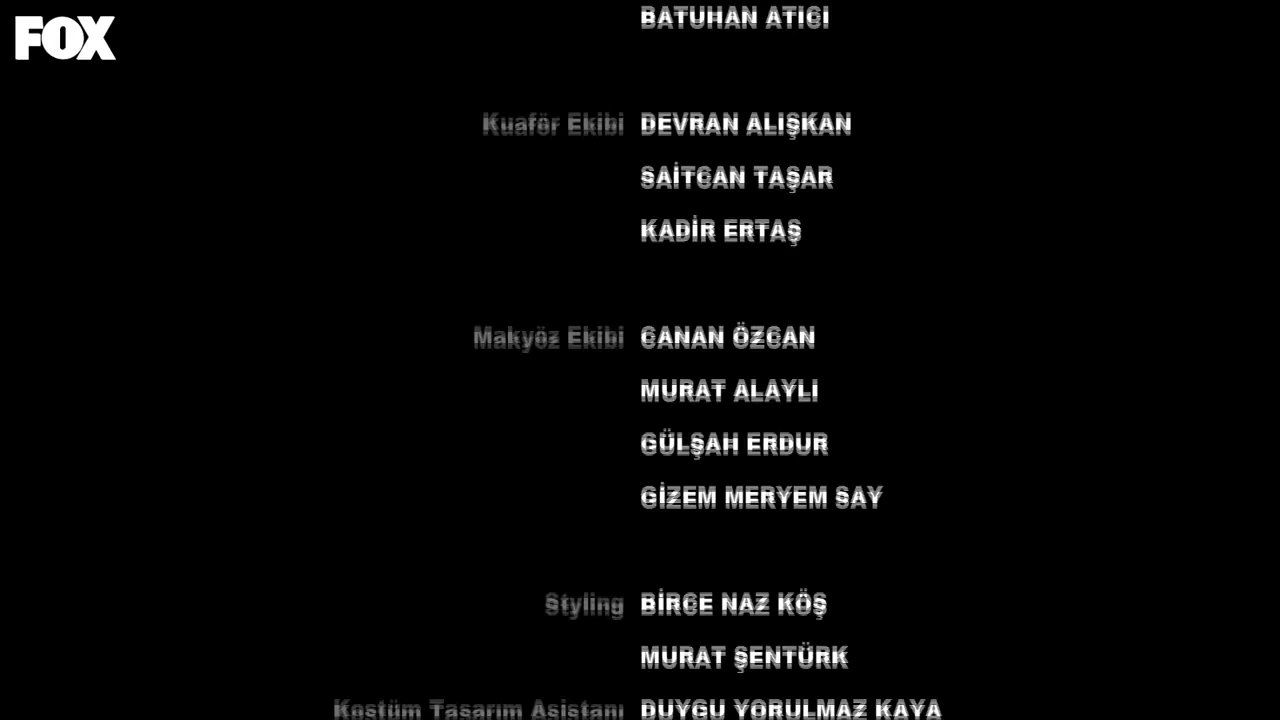 FOX
BATUHAN ATICI
Kuaför Ekibi DEVRAN ALIŞKAN
SAİTCAN TAŞAR
KADİR ERTAŞ
Makyöz Ekibi CANAN ÖZCAN
MURAT ALAYLI
GÜLŞAH ERDUR
GİZEM MERYEM SAY
Styling BİRCE NAZ KÖŞ
MURAT ŞENTÜRK
Kostüm Tasarım Asistanı DUYGU YORULMAZ KAYA